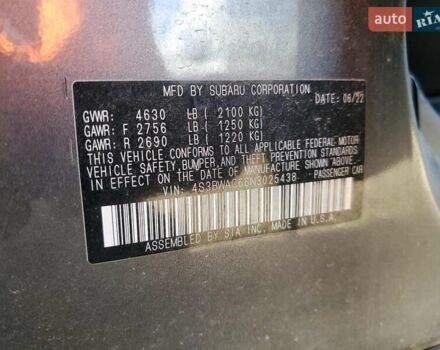 auto RIA
MFD BY SUBARU CORPORATION
DATE: 06/22
GVWR: 4630 LB ( 2100 KG)
GAWR: F 2756 LB ( 1250 KG)
GAWR: R 2690 LB ( 1220 KG)
THIS VEHICLE CONFORMS TO ALL APPLICABLE FEDERAL MOTOR
VEHICLE SAFETY, BUMPER, AND THEFT PREVENTION STANDARDS
IN EFFECT ON THE DATE OF MANUFACTURE SHOWN ABOVE.
VIN: 4S3BWAC66N3025438 PASSENGER CAR
ASSEMBLED BY SIA INC. MADE IN U.S.A.